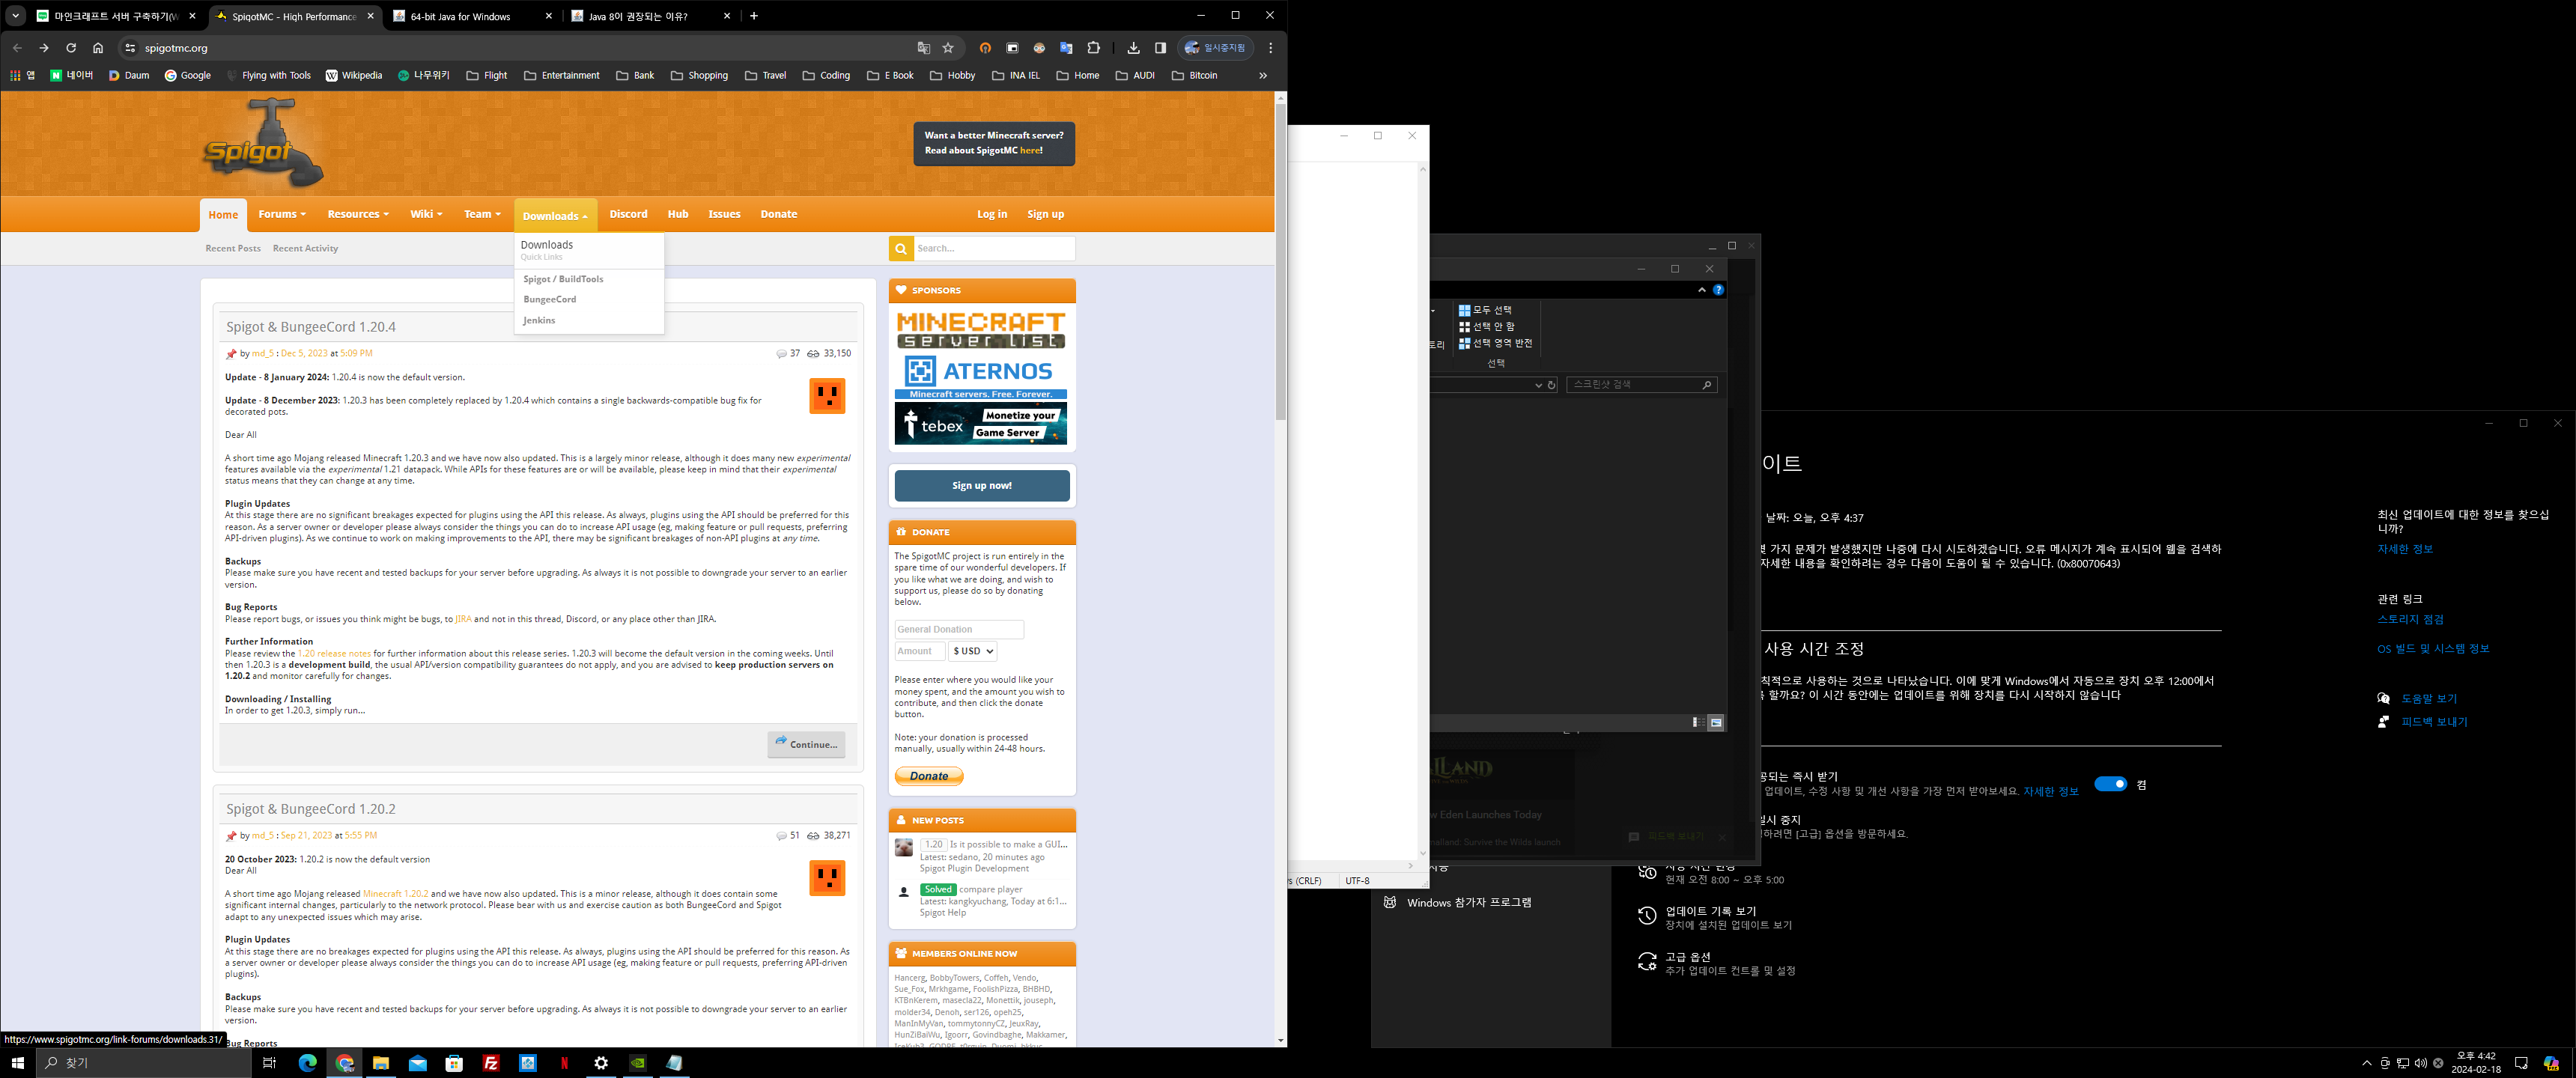 마인크래프트 서버 구축하기(W
SpigotMC - High Performance
64-bit Java for Windows
Java 8이 권장되는 이유?
spigotmc.org
일시중지됨
앱
네이버
Daum
Google
Flying with Tools
Wikipedia
나무위키
Flight
Entertainment
Bank
Shopping
Travel
Coding
E Book
Hobby
INA IEL
Home
AUDI
Bitcoin
Spigot
Want a better Minecraft server?
Read about SpigotMC here!
Home
Forums
Resources
Wiki
Team
Downloads
Discord
Hub
Issues
Donate
Log in
Sign up
Recent Posts
Recent Activity
Search...
Downloads
Quick Links
Spigot / BuildTools
BungeeCord
Jenkins
Spigot & BungeeCord 1.20.4
by md_5 : Dec 5, 2023 at 5:09 PM
37
33,150
Update - 8 January 2024: 1.20.4 is now the default version.
Update - 8 December 2023: 1.20.3 has been completely replaced by 1.20.4 which contains a single backwards-compatible bug fix for
decorated pots.
Dear All
A short time ago Mojang released Minecraft 1.20.3 and we have now also updated. This is a largely minor release, although it does many new experimental
features available via the experimental 1.21 datapack. While APIs for these features are or will be available, please keep in mind that their experimental
status means that they can change at any time.
Plugin Updates
At this stage there are no significant breakages expected for plugins using the API this release. As always, plugins using the API should be preferred for this
reason. As a server owner or developer please always consider the things you can do to increase API usage (eg, making feature or pull requests, preferring
API-driven plugins). As we continue to work on making improvements to the API, there may be significant breakages of non-API plugins at any time.
Backups
Please make sure you have recent and tested backups for your server before upgrading. As always it is not possible to downgrade your server to an earlier
version.
Bug Reports
Please report bugs, or issues you think might be bugs, to JIRA and not in this thread, Discord, or any place other than JIRA.
Further Information
Please review the 1.20 release notes for further information about this release series. 1.20.3 will become the default version in the coming weeks. Until
then 1.20.3 is a development build, the usual API/version compatibility guarantees do not apply, and you are advised to keep production servers on
1.20.2 and monitor carefully for changes.
Downloading / Installing
In order to get 1.20.3, simply run...
Continue...
Spigot & BungeeCord 1.20.2
by md_5 : Sep 21, 2023 at 5:55 PM
51
38,271
20 October 2023: 1.20.2 is now the default version
Dear All
A short time ago Mojang released Minecraft 1.20.2 and we have now also updated. This is a minor release, although it does contain some
significant internal changes, particularly to the network protocol. Please bear with us and exercise caution as both BungeeCord and Spigot
adapt to any unexpected issues which may arise.
Plugin Updates
At this stage there are no breakages expected for plugins using the API this release. As always, plugins using the API should be preferred for this reason. As
a server owner or developer please always consider the things you can do to increase API usage (eg, making feature or pull requests, preferring API-driven
plugins).
Backups
Please make sure you have recent and tested backups for your server before upgrading. As always it is not possible to downgrade your server to an earlier
version.
Bug Reports
https://www.spigotmc.org/link-forums/downloads.31/
SPONSORS
MINECRAFT
server list
ATERNOS
Minecraft servers. Free. Forever.
tebex
Monetize your
Game Server
Sign up now!
DONATE
The SpigotMC project is run entirely in the
spare time of our wonderful developers. If
you like what we are doing, and wish to
support us, please do so by donating
below.
General Donation
Amount
$ USD
Please enter where you would like your
money spent, and the amount you wish to
contribute, and then click the donate
button.
Note: your donation is processed
manually, usually within 24-48 hours.
Donate
NEW POSTS
1.20 Is it possible to make a GUI...
Latest: sedano, 20 minutes ago
Spigot Plugin Development
Solved compare player
Latest: kangkyuchang, Today at 6:1...
Spigot Help
MEMBERS ONLINE NOW
Hancerg, BobbyTowers, Coffeh, Vendo,
Sue_Fox, Mrkhgame, FoolishPizza, BHBHD,
KTBnKerem, masecla22, Monettik, jouseph,
molder34, Denoh, ser126, opeh25,
ManInMyVan, tommytonnyCZ, JeuxRay,
HunZiBaiWu, Igoorr, Govindbaghe, Makkamer,
s (CRLF)
UTF-8
모두 선택
선택 안 함
선택 영역 반전
토리
선택
스크린샷 검색
ILAND
w Eden Launches Today
nalland. Survive the Wilds launch
피드백 보내기
이트
날짜: 오늘, 오후 4:37
몇 가지 문제가 발생했지만 나중에 다시 시도하겠습니다. 오류 메시지가 계속 표시되어 웹을 검색하
자세한 내용을 확인하려는 경우 다음이 도움이 될 수 있습니다. (0x80070643)
사용 시간 조정
칙적으로 사용하는 것으로 나타났습니다. 이에 맞게 Windows에서 자동으로 장치 오후 12:00에서
할까요? 이 시간 동안에는 업데이트를 위해 장치를 다시 시작하지 않습니다
공되는 즉시 받기
업데이트, 수정 사항 및 개선 사항을 가장 먼저 받아보세요. 자세한 정보
켬
일시 중지
하려면 [고급] 옵션을 방문하세요.
사용 시간 변경
현재 오전 8:00 ~ 오후 5:00
업데이트 기록 보기
장치에 설치된 업데이트 보기
고급 옵션
추가 업데이트 컨트롤 및 설정
Windows 참가자 프로그램
최신 업데이트에 대한 정보를 찾으십
니까?
자세한 정보
관련 링크
스토리지 점검
OS 빌드 및 시스템 정보
도움말 보기
피드백 보내기
찾기
오후 4:42
2024-02-18